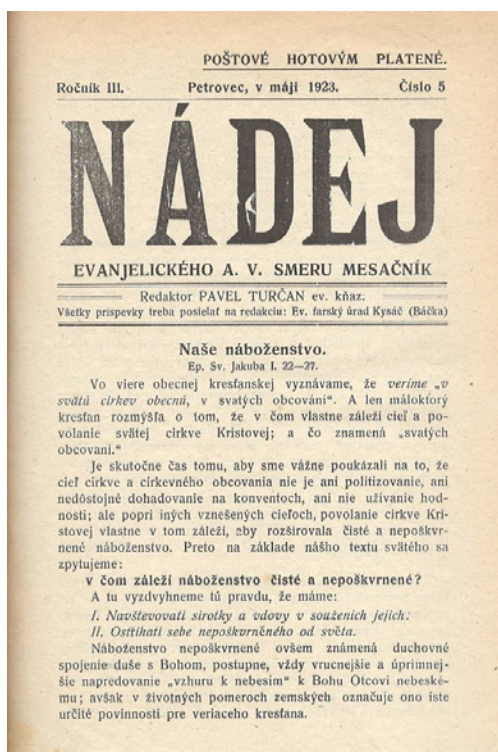 POŠTOVÉ HOTOVÝM PLATENÉ.
Ročník III. Petrovec, v máji 1923. Číslo 5
NÁDEJ
EVANJELICKÉHO A. V. SMERU MESAČNÍK
Redaktor PAVEL TURČAN ev. kňaz.
Všetky príspevky treba posielať na redakciu: Ev. farský úrad Kysáč (Báčka)
Naše náboženstvo.
Ep. Sv. Jakuba I. 22—27.
Vo viere obecnej kresťanskej vyznávame, že veríme „v
svätú cirkev obecnú, v svatých obcování“. A len máloktorý
kresťan rozmýšľa o tom, že v čom vlastne záleží cieľ a po-
volanie svätej cirkve Kristovej; a čo znamená „svatých
obcovaní.“
Je skutočne čas tomu, aby sme vážne poukázali na to, že
cieľ cirkve a cirkevného obcovania nie je ani politizovanie, ani
nedôstojné dohadovanie na konventoch, ani nie užívanie hod-
nosti; ale popri iných vznešených cieľoch, povolanie cirkve Kri-
stovej vlastne v tom záleží, aby rozširovala čisté a nepoškvr-
nené náboženstvo. Preto na základe nášho textu svätého sa
zpytujeme:
v čom záleží náboženstvo čisté a nepoškvrnené?
A tu vyzdvyhneme tú pravdu, že máme:
I. Navštevovati sirotky a vdovy v souženich jejich:
II. Ostříhati sebe nepoškvrněného od světa.
Náboženstvo nepoškvrnené ovšem známená duchovné
spojenie duše s Bohom, postupne, vždy vrucnejšie a úprimnej-
šie napredovanie „vzhuru k nebesim“ k Bohu Otcovi nebeské-
mu; avšak v životných pomeroch zemských označuje ono iste
určité povinnosti pre veriaceho kresťana.